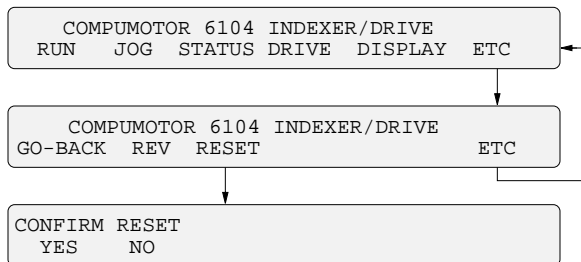 COMPUMOTOR 6104 INDEXER/DRIVE
RUN JOG STATUS DRIVE DISPLAY ETC
COMPUMOTOR 6104 INDEXER/DRIVE
GO-BACK REV RESET ETC
CONFIRM RESET
YES NO